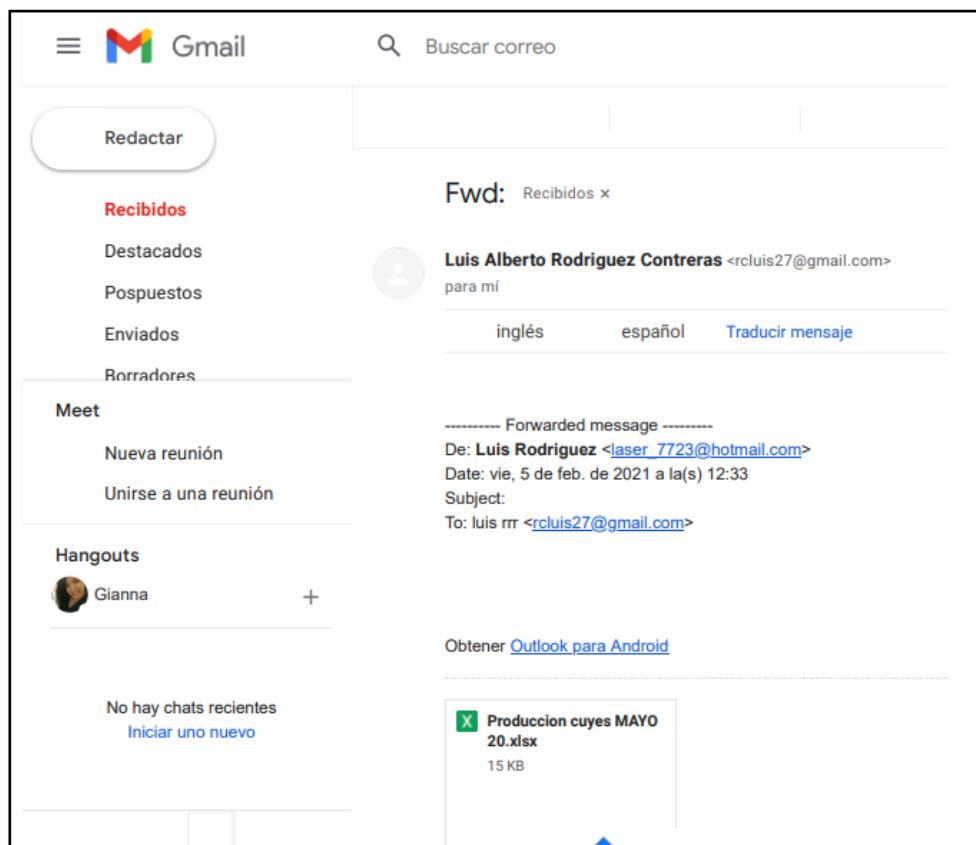 Gmail
Buscar correo
Redactar
Recibidos
Destacados
Pospuestos
Enviados
Borradores
Meet
Nueva reunión
Unirse a una reunión
Hangouts
Gianna
No hay chats recientes
Iniciar uno nuevo
Fwd: Recibidos ×
Luis Alberto Rodriguez Contreras <rcluis27@gmail.com>
para mí
inglés español Traducir mensaje
---------- Forwarded message ---------
De: Luis Rodriguez <laser_7723@hotmail.com>
Date: vie, 5 de feb. de 2021 a la(s) 12:33
Subject:
To: luis rrr <rcluis27@gmail.com>
Obtener Outlook para Android
X Produccion cuyes MAYO
20.xlsx
15 KB